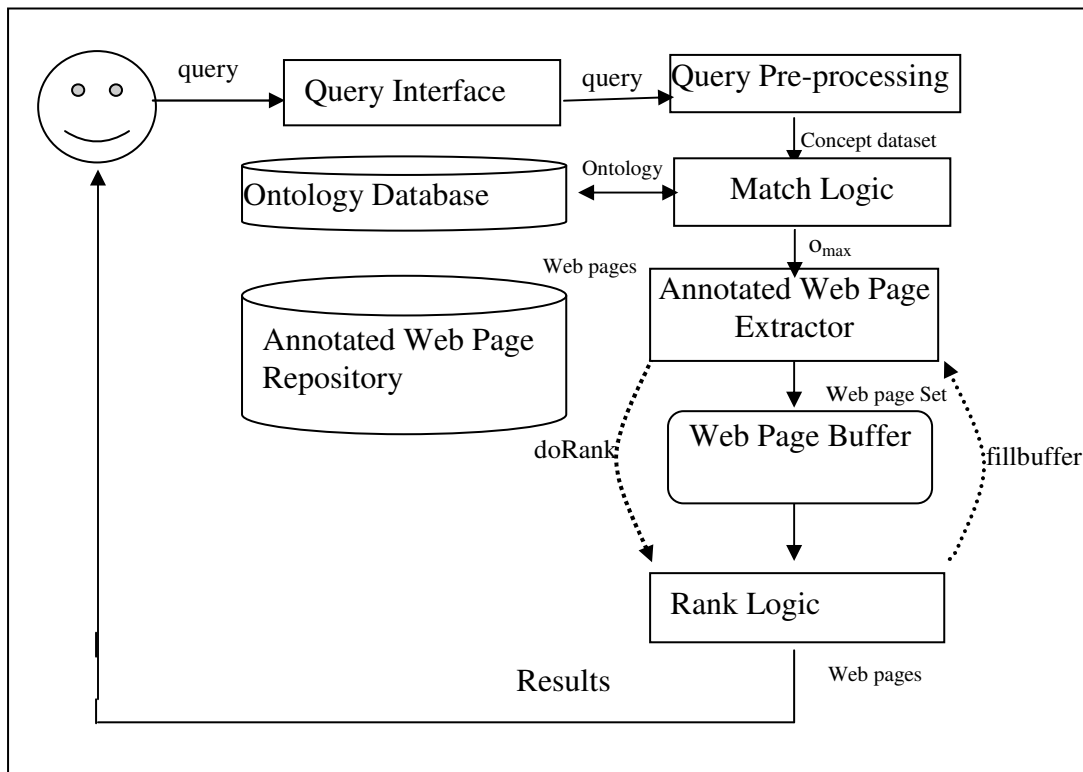 query
Query Interface
query
Query Pre-processing
Concept dataset
Ontology Database
Ontology
Match Logic
o_max
Web pages
Annotated Web Page
Extractor
Annotated Web Page
Repository
Web page Set
Web Page Buffer
doRank
fillbuffer
Rank Logic
Web pages
Results